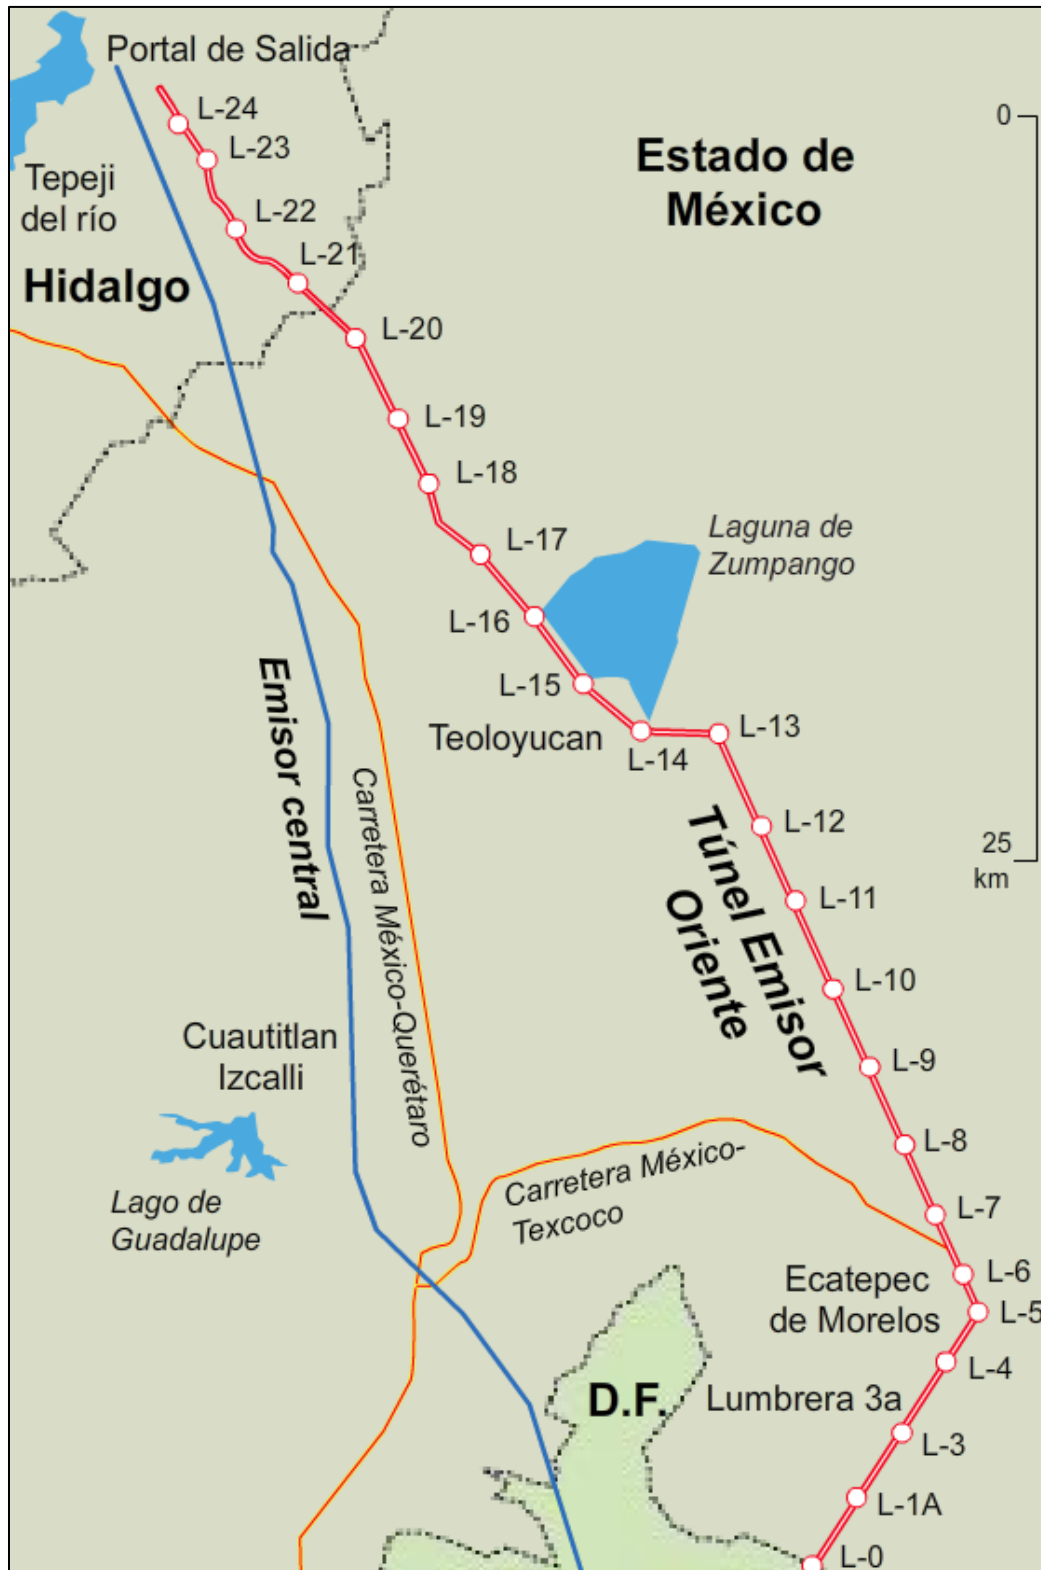 Portal de Salida
L-24
0
L-23
Estado de
México
Tepeji
del río
L-22
L-21
Hidalgo
L-20
L-19
L-18
L-17
Laguna de
Zumpango
L-16
L-15
Emisor central
Teoloyucan
L-13
L-14
Carretera México-Querétaro
Túnel Emisor
Oriente
L-12
25
km
L-11
L-10
Cuautitlan
Izcalli
L-9
L-8
Carretera México-
Texcoco
Lago de
Guadalupe
L-7
Ecatepec
de Morelos
L-6
L-5
L-4
D.F.
Lumbrera 3a
L-3
L-1A
L-0